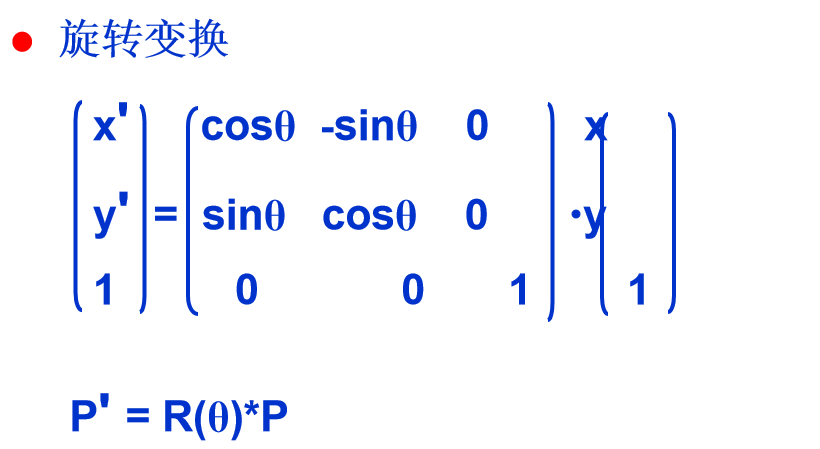 旋转变换
x' cosθ -sinθ 0 x
y' = sinθ cosθ 0 ·y
1 0 0 1 1
P' = R(θ)*P